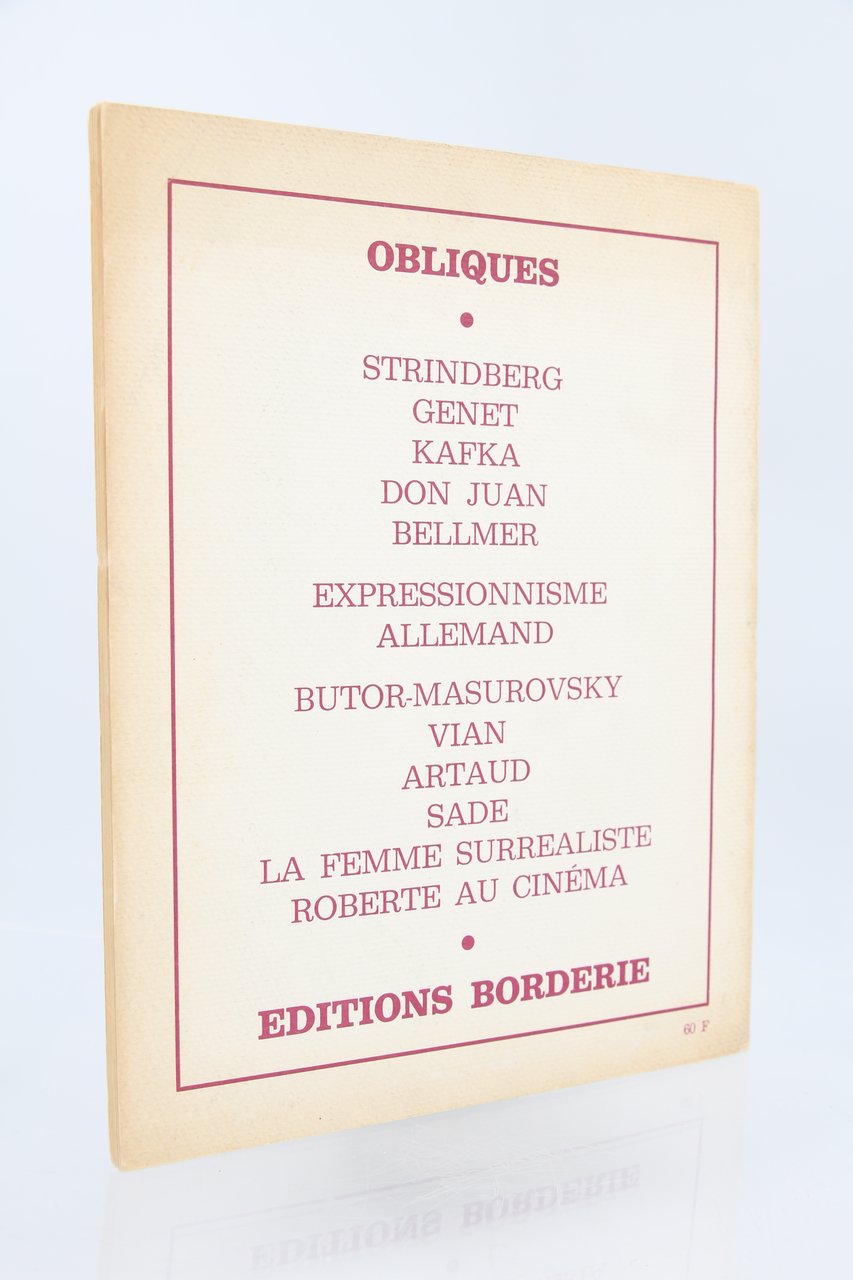 OBLIQUES
STRINDBERG
GENET
KAFKA
DON JUAN
BELLMER
EXPRESSIONNISME
ALLEMAND
BUTOR-MASUROVSKY
VIAN
ARTAUD
SADE
LA FEMME SURREALISTE
ROBERTE AU CINÉMA
EDITIONS BORDERIE
60 F